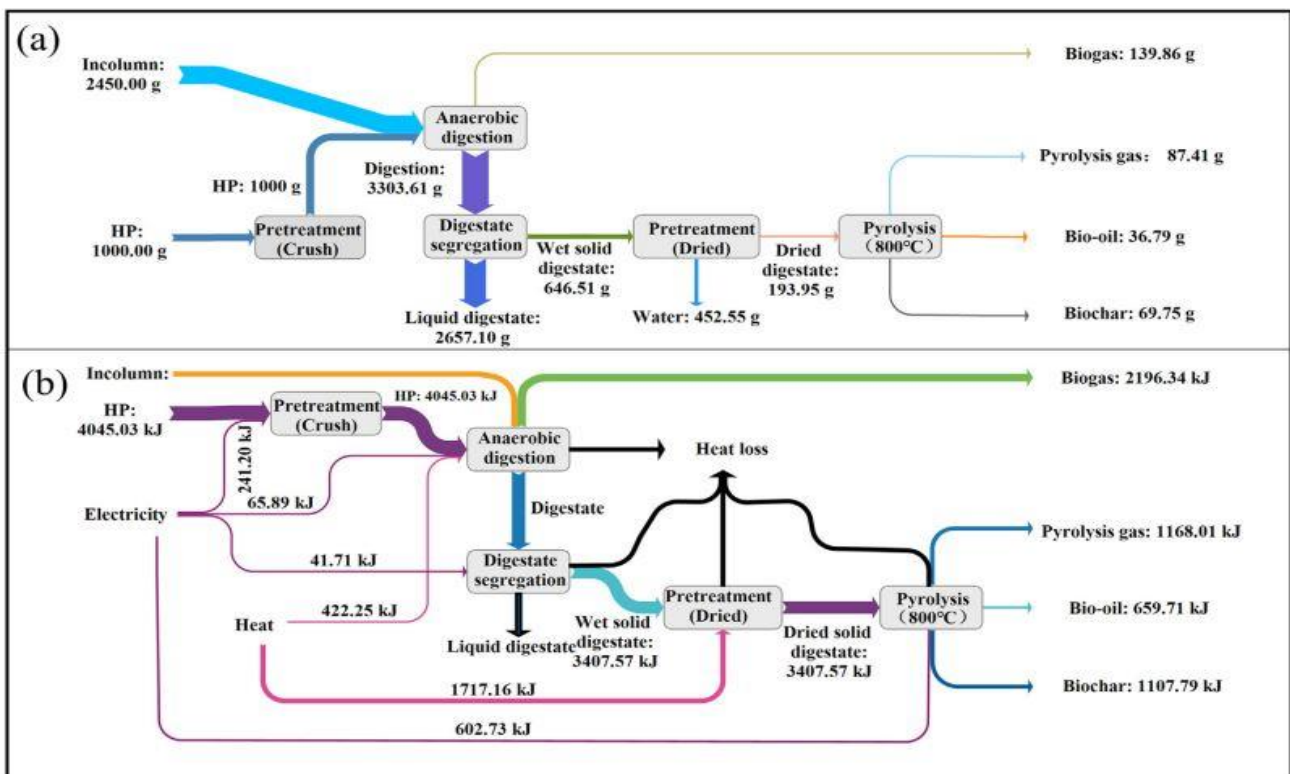 (a)
Incolumn:
2450.00 g
Biogas: 139.86 g
Anaerobic
digestion
Pyrolysis gas: 87.41 g
HP: 1000 g
Digestion:
3303.61 g
HP:
1000.00 g
Pretreatment
(Crush)
Digestate
segregation
Wet solid
digestate:
646.51 g
Pretreatment
(Dried)
Dried
digestate:
193.95 g
Pyrolysis
(800℃)
Bio-oil: 36.79 g
Liquid digestate:
2657.10 g
Water: 452.55 g
Biochar: 69.75 g
(b)
Incolumn:
HP:
4045.03 kJ
Pretreatment
(Crush)
HP: 4045.03 kJ
Biogas: 2196.34 kJ
241.20 kJ
Anaerobic
digestion
Heat loss
65.89 kJ
Electricity
Digestate
Pyrolysis gas: 1168.01 kJ
41.71 kJ
Digestate
segregation
422.25 kJ
Heat
Liquid digestate
Wet solid
digestate:
3407.57 kJ
Pretreatment
(Dried)
Dried solid
digestate:
3407.57 kJ
Pyrolysis
(800℃)
Bio-oil: 659.71 kJ
1717.16 kJ
Biochar: 1107.79 kJ
602.73 kJ